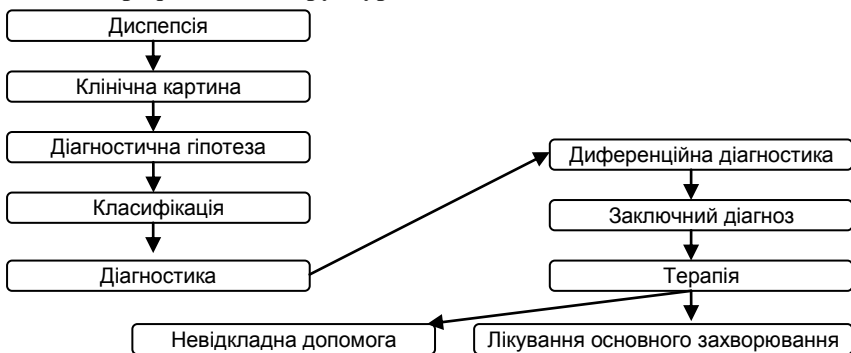 Диспепсія
Клінічна картина
Діагностична гіпотеза
Класифікація
Діагностика
Диференційна діагностика
Заключний діагноз
Терапія
Невідкладна допомога
Лікування основного захворювання